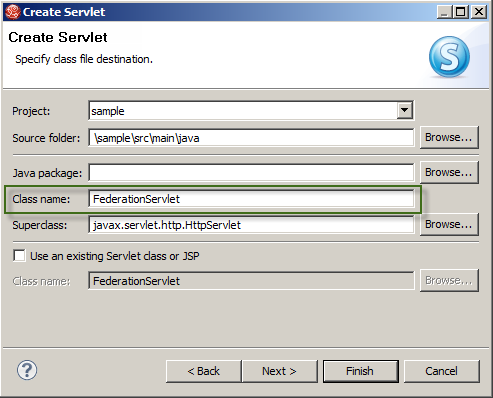 Create Servlet
Create Servlet
Specify class file destination.
S
Project: sample
Source folder: \sample\src\main\java Browse...
Java package: Browse...
Class name: FederationServlet
Superclass: javax.servlet.http.HttpServlet Browse...
Use an existing Servlet class or JSP
Class name: FederationServlet Browse...
? < Back Next > Finish Cancel